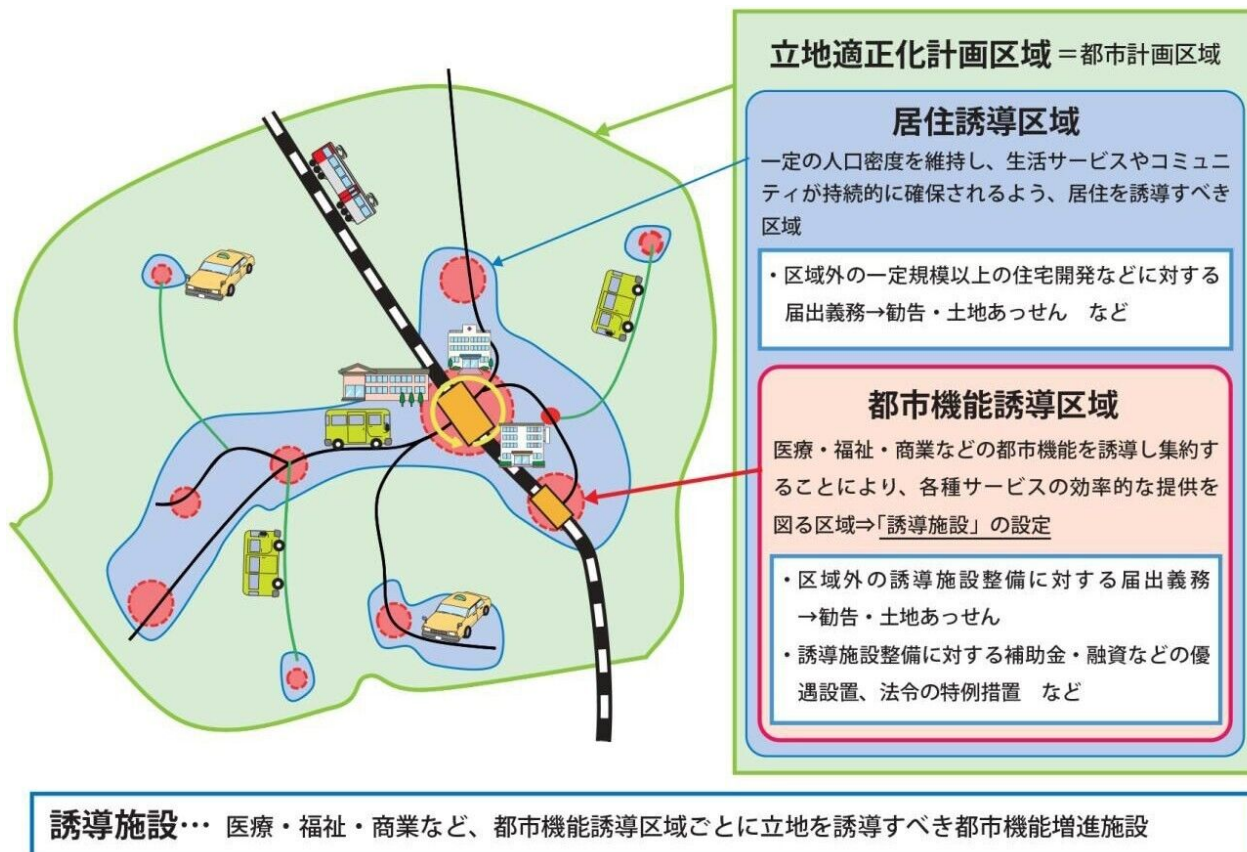 立地適正化計画区域＝都市計画区域
居住誘導区域
一定の人口密度を維持し、生活サービスやコミュニ
ティが持続的に確保されるよう、居住を誘導すべき
区域
・区域外の一定規模以上の住宅開発などに対する
届出義務→勧告・土地あっせん　など
都市機能誘導区域
医療・福祉・商業などの都市機能を誘導し集約す
ることにより、各種サービスの効率的な提供を
図る区域⇒「誘導施設」の設定
・区域外の誘導施設整備に対する届出義務
→勧告・土地あっせん
・誘導施設整備に対する補助金・融資などの優
遇設置、法令の特例措置　など
誘導施設… 医療・福祉・商業など、都市機能誘導区域ごとに立地を誘導すべき都市機能増進施設